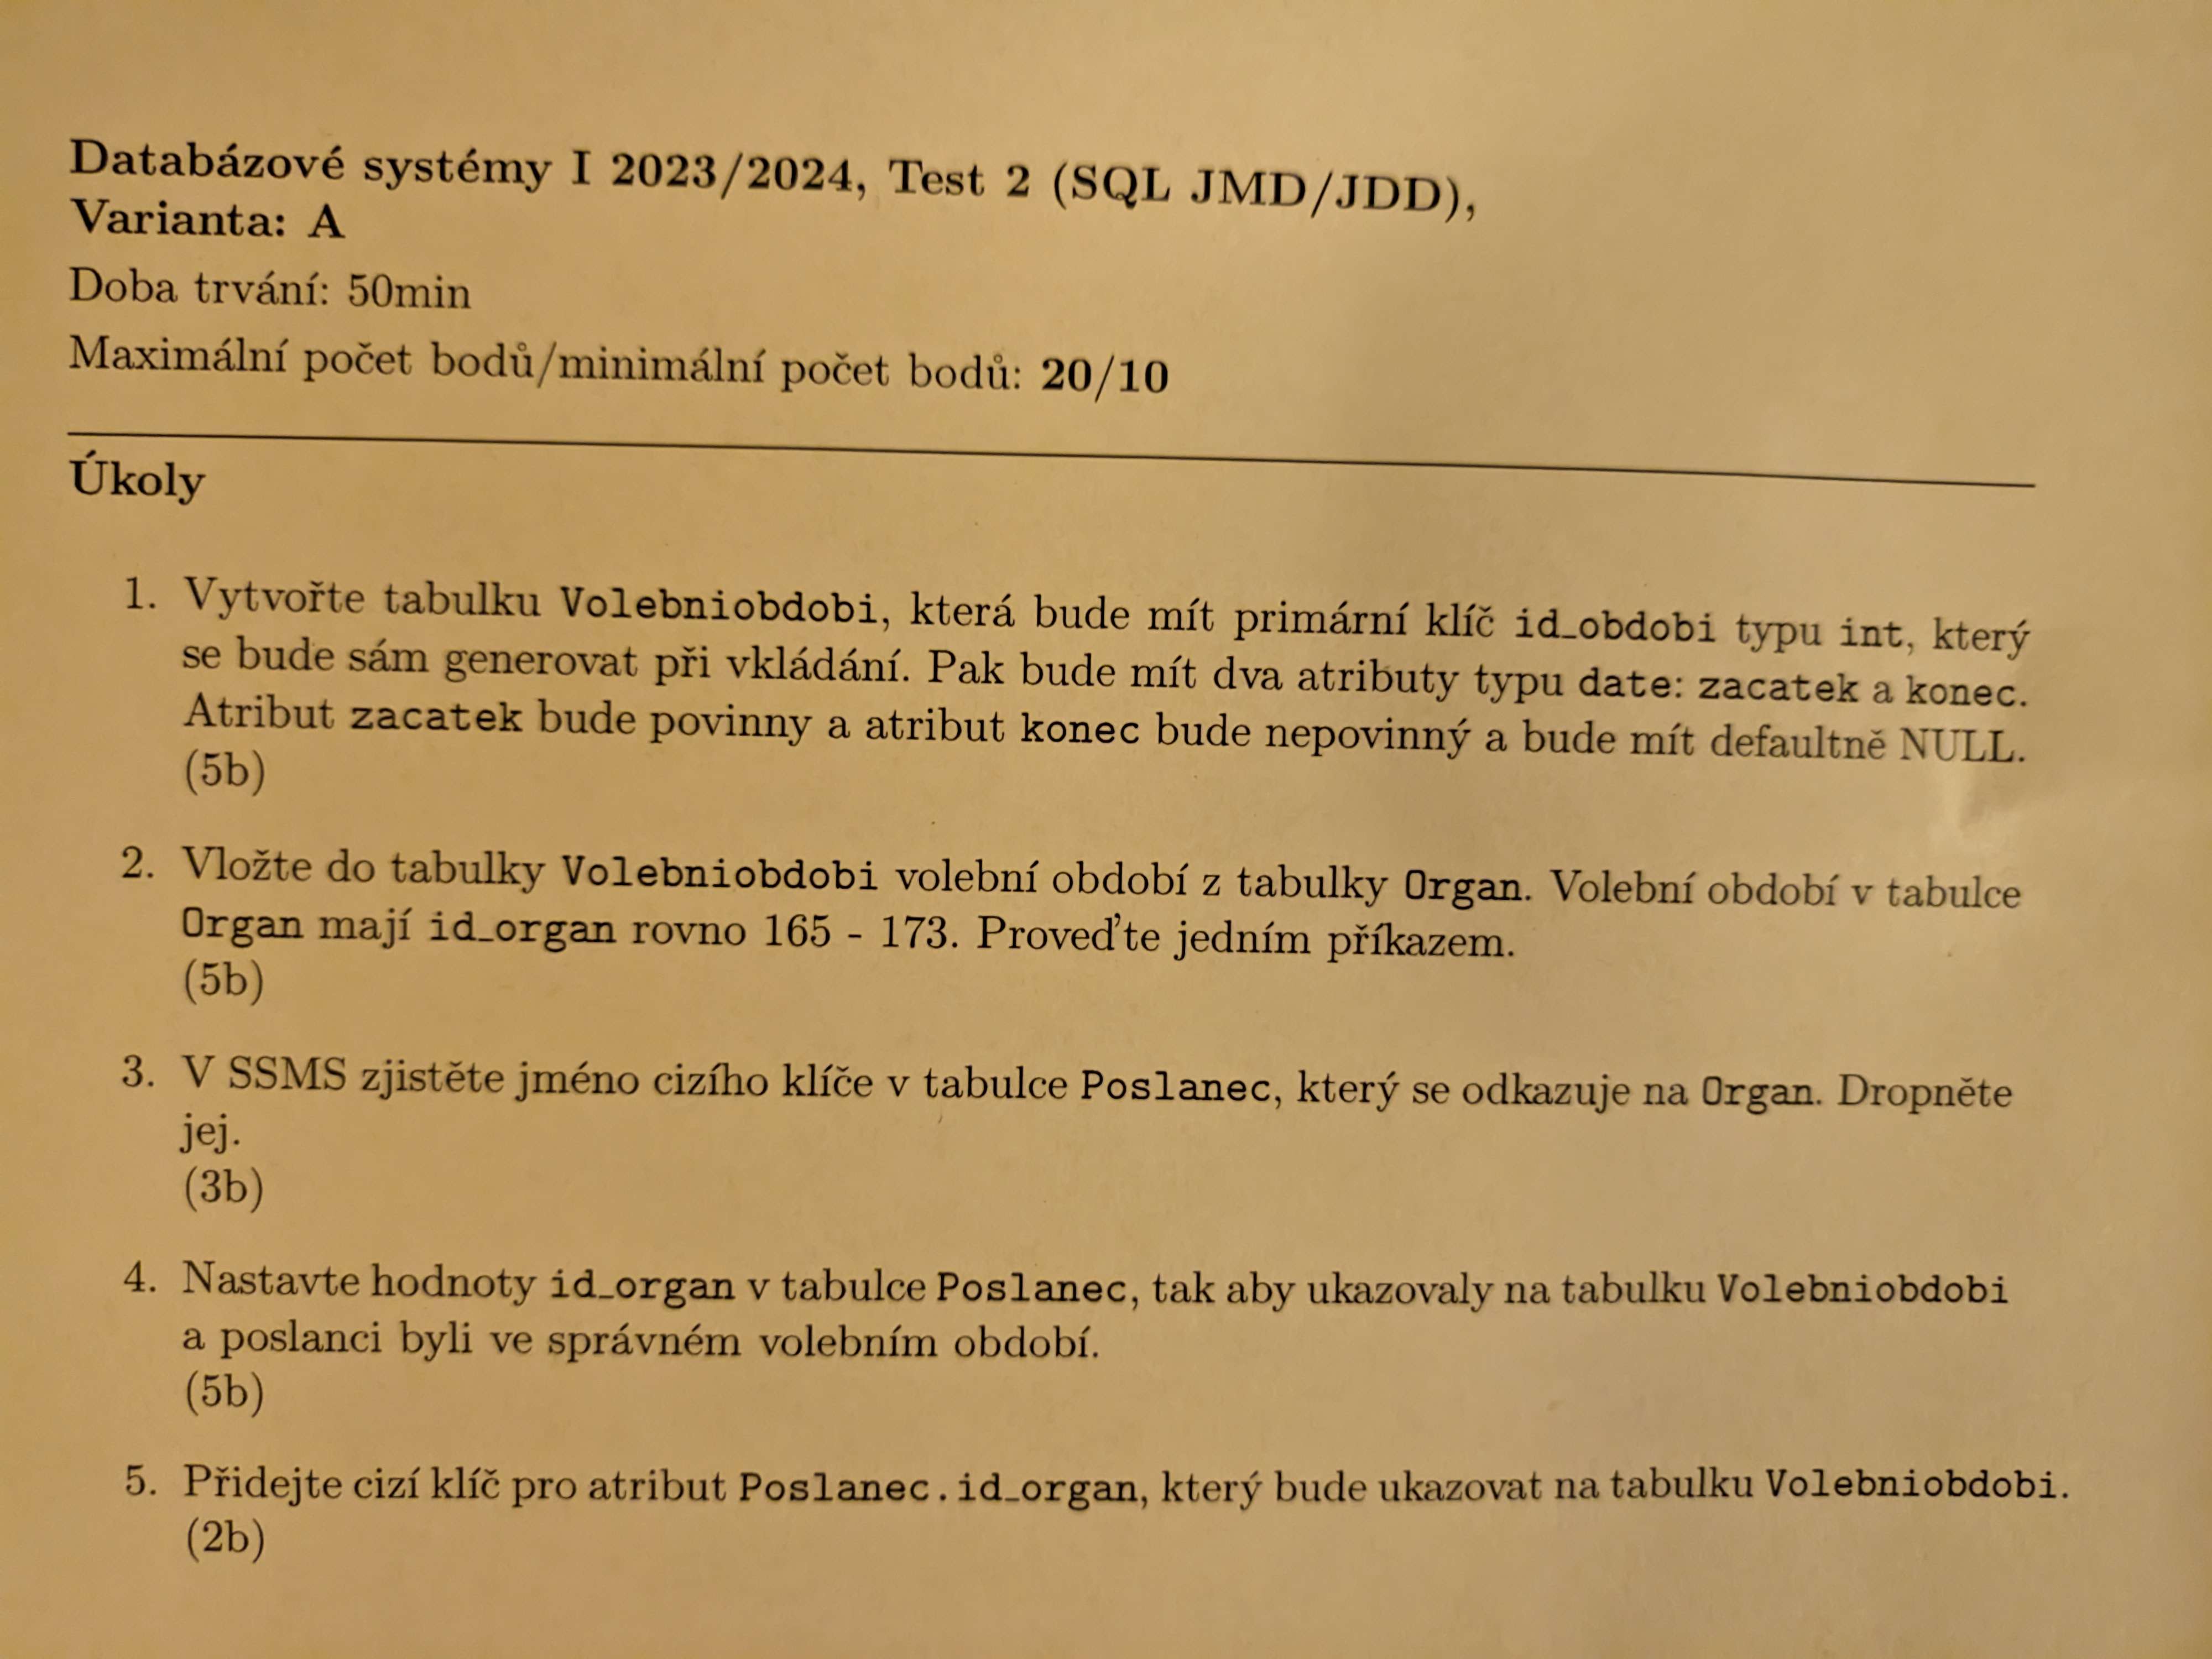 Databázové systémy I 2023/2024, Test 2 (SQL JMD/JDD),
Varianta: A
Doba trvání: 50min
Maximální počet bodů/minimální počet bodů: 20/10
Úkoly
1. Vytvořte tabulku Volebniobdobi, která bude mít primární klíč id_obdobi typu int, který
se bude sám generovat při vkládání. Pak bude mít dva atributy typu date: zacatek a konec.
Atribut zacatek bude povinny a atribut konec bude nepovinný a bude mít defaultně NULL.
(5b)
2. Vložte do tabulky Volebniobdobi volební období z tabulky Organ. Volební období v tabulce
Organ mají id_organ rovno 165 - 173. Proveďte jedním příkazem.
(5b)
3. V SSMS zjistěte jméno cizího klíče v tabulce Poslanec, který se odkazuje na Organ. Dropněte
jej.
(3b)
4. Nastavte hodnoty id_organ v tabulce Poslanec, tak aby ukazovaly na tabulku Volebniobdobi
a poslanci byli ve správném volebním období.
(5b)
5. Přidejte cizí klíč pro atribut Poslanec.id_organ, který bude ukazovat na tabulku Volebniobdobi.
(2b)